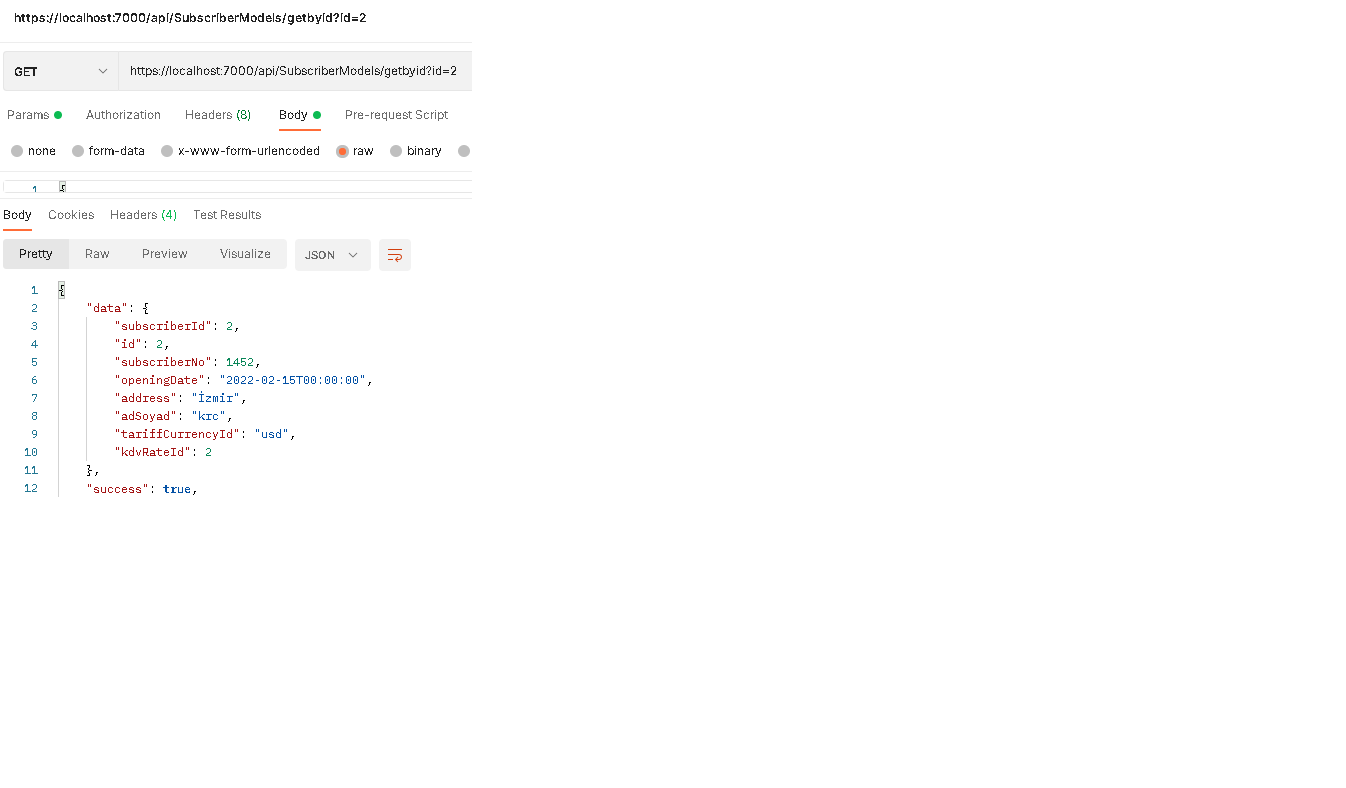 https://localhost:7000/api/SubscriberModels/getbyid?id=2
GET https://localhost:7000/api/SubscriberModels/getbyid?id=2
Params Authorization Headers (8) Body Pre-request Script
none form-data x-www-form-urlencoded raw binary
1 {
Body Cookies Headers (4) Test Results
Pretty Raw Preview Visualize JSON
1 {
2 "data": {
3 "subscriberId": 2,
4 "id": 2,
5 "subscriberNo": 1452,
6 "openingDate": "2022-02-15T00:00:00",
7 "address": "İzmir",
8 "adSoyad": "krc",
9 "tariffCurrencyId": "usd",
10 "kdvRateId": 2
11 },
12 "success": true,